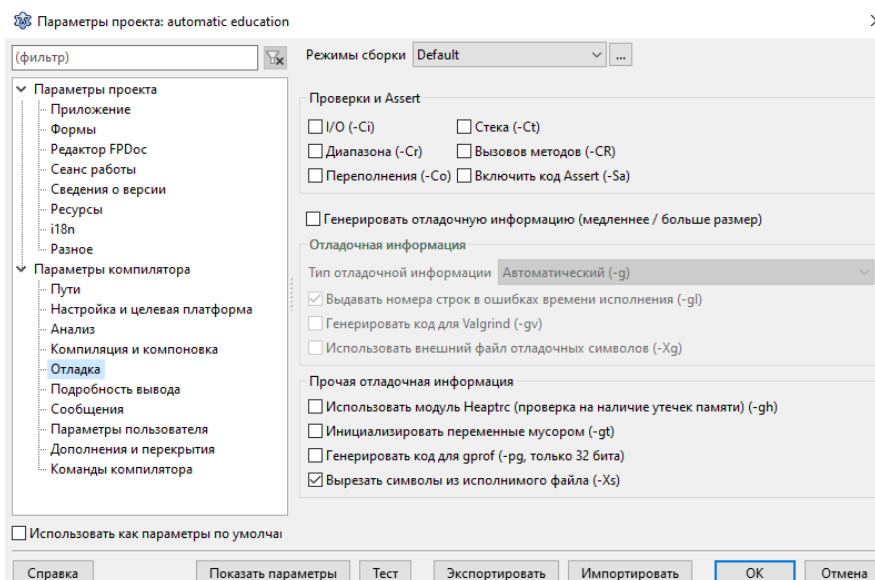 Параметры проекта: automatic education
(фильтр)
Режимы сборки Default ...
Параметры проекта
Приложение
Формы
Редактор FPDoc
Сеанс работы
Сведения о версии
Ресурсы
i18n
Разное
Параметры компилятора
Пути
Настройка и целевая платформа
Анализ
Компиляция и компоновка
Отладка
Подробность вывода
Сообщения
Параметры пользователя
Дополнения и перекрытия
Команды компилятора
Проверки и Assert
I/O (-Ci) Стека (-Ct)
Диапазона (-Cr) Вызовов методов (-CR)
Переполнения (-Co) Включить код Assert (-Sa)
Генерировать отладочную информацию (медленнее / больше размер)
Отладочная информация
Тип отладочной информации Автоматический (-g)
Выдавать номера строк в ошибках времени исполнения (-gl)
Генерировать код для Valgrind (-gv)
Использовать внешний файл отладочных символов (-Xg)
Прочая отладочная информация
Использовать модуль Heaptrc (проверка на наличие утечек памяти) (-gh)
Инициализировать переменные мусором (-gt)
Генерировать код для gprof (-pg, только 32 бита)
Вырезать символы из исполнимого файла (-Xs)
Использовать как параметры по умолча
Справка Показать параметры Тест Экспортировать Импортировать OK Отмена